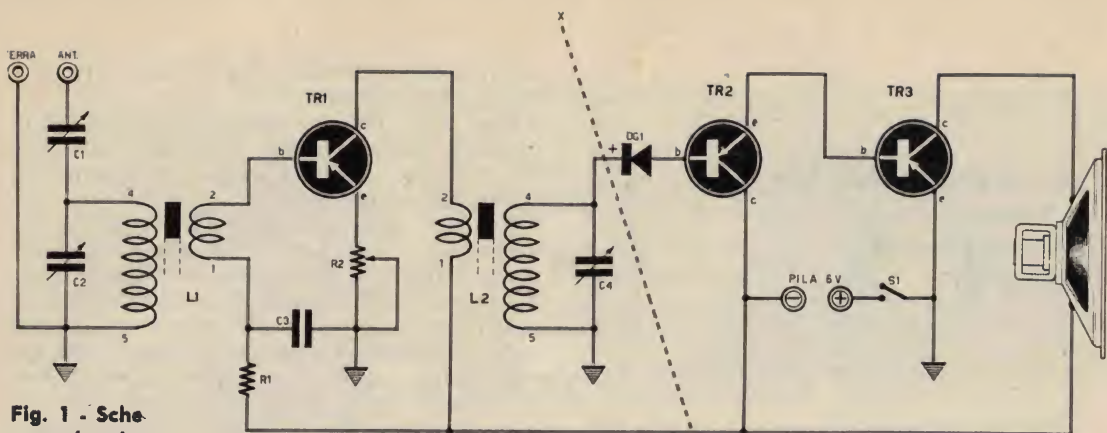 X
TERRA ANT.
TR1
TR2
TR3
C1
C2
4
5
L1
2
1
b
c
e
R2
C3
R1
2
1
L2
4
5
C4
+ DG1
b
e
c
b
c
e
PILA 6V
S1
Fig. 1 - Sche-